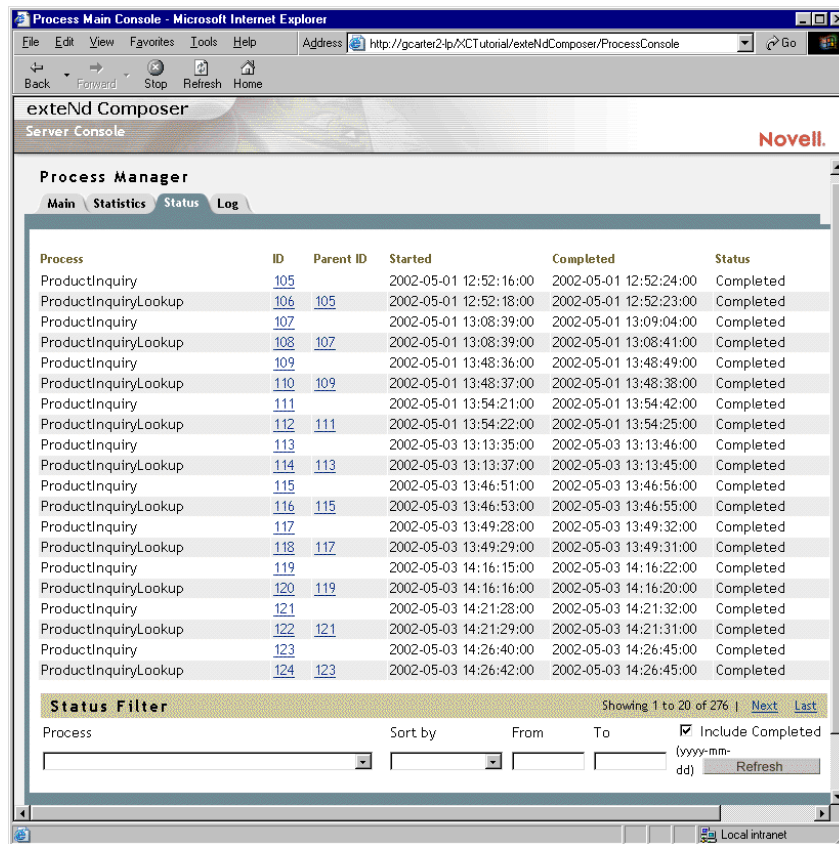 Process Main Console - Microsoft Internet Explorer
File Edit View Favorites Tools Help Address http://gcarter2-lp/XCTutorial/exteNdComposer/ProcessConsole Go
Back Forward Stop Refresh Home
exteNd Composer
Server Console
Novell.
Process Manager
Main Statistics Status Log
Process ID Parent ID Started Completed Status
ProductInquiry 105 2002-05-01 12:52:16:00 2002-05-01 12:52:24:00 Completed
ProductInquiryLookup 106 105 2002-05-01 12:52:18:00 2002-05-01 12:52:23:00 Completed
ProductInquiry 107 2002-05-01 13:08:39:00 2002-05-01 13:09:04:00 Completed
ProductInquiryLookup 108 107 2002-05-01 13:08:39:00 2002-05-01 13:08:41:00 Completed
ProductInquiry 109 2002-05-01 13:48:36:00 2002-05-01 13:48:49:00 Completed
ProductInquiryLookup 110 109 2002-05-01 13:48:37:00 2002-05-01 13:48:38:00 Completed
ProductInquiry 111 2002-05-01 13:54:21:00 2002-05-01 13:54:42:00 Completed
ProductInquiryLookup 112 111 2002-05-01 13:54:22:00 2002-05-01 13:54:25:00 Completed
ProductInquiry 113 2002-05-03 13:13:35:00 2002-05-03 13:13:46:00 Completed
ProductInquiryLookup 114 113 2002-05-03 13:13:37:00 2002-05-03 13:13:45:00 Completed
ProductInquiry 115 2002-05-03 13:46:51:00 2002-05-03 13:46:56:00 Completed
ProductInquiryLookup 116 115 2002-05-03 13:46:53:00 2002-05-03 13:46:55:00 Completed
ProductInquiry 117 2002-05-03 13:49:28:00 2002-05-03 13:49:32:00 Completed
ProductInquiryLookup 118 117 2002-05-03 13:49:29:00 2002-05-03 13:49:31:00 Completed
ProductInquiry 119 2002-05-03 14:16:15:00 2002-05-03 14:16:22:00 Completed
ProductInquiryLookup 120 119 2002-05-03 14:16:16:00 2002-05-03 14:16:20:00 Completed
ProductInquiry 121 2002-05-03 14:21:28:00 2002-05-03 14:21:32:00 Completed
ProductInquiryLookup 122 121 2002-05-03 14:21:29:00 2002-05-03 14:21:31:00 Completed
ProductInquiry 123 2002-05-03 14:26:40:00 2002-05-03 14:26:45:00 Completed
ProductInquiryLookup 124 123 2002-05-03 14:26:42:00 2002-05-03 14:26:45:00 Completed
Status Filter Showing 1 to 20 of 276 | Next Last
Process Sort by From To Include Completed
(yyyy-mm-
dd) Refresh
Local intranet